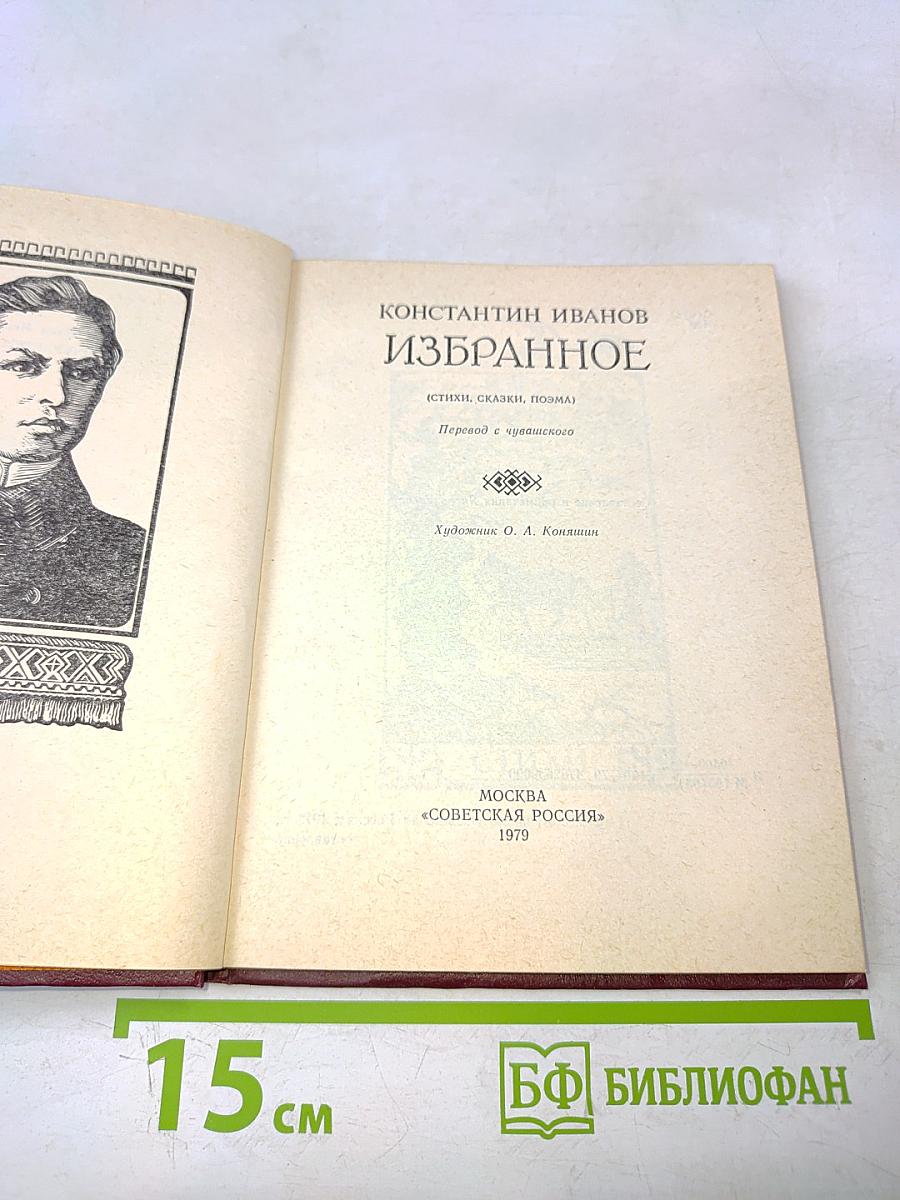 КОНСТАНТИН ИВАНОВ
ИЗБРАННОЕ
(СТИХИ, СКАЗКИ, ПОЭМА)
Перевод с чувашского
Художник О. А. Коняшин
МОСКВА
«СОВЕТСКАЯ РОССИЯ»
1979
15 см
БФ БИБЛИОФАН